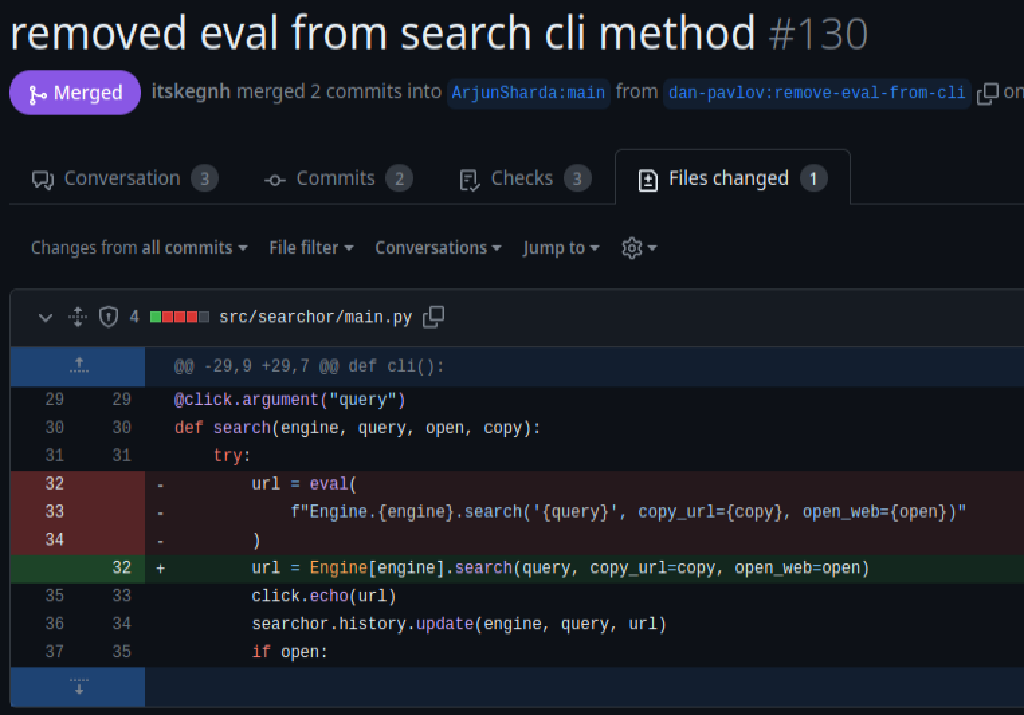 removed eval from search cli method #130
Merged itskegnh merged 2 commits into ArjunSharda:main from dan-pavlov:remove-eval-from-cli on
Conversation 3 Commits 2 Checks 3 Files changed 1
Changes from all commits File filter Conversations Jump to
4 src/searchor/main.py
@@ -29,9 +29,7 @@ def cli():
29 29 @click.argument("query")
30 30 def search(engine, query, open, copy):
31 31 try:
32 - url = eval(
33 - f"Engine.{engine}.search('{query}', copy_url={copy}, open_web={open})"
34 - )
32 + url = Engine[engine].search(query, copy_url=copy, open_web=open)
35 33 click.echo(url)
36 34 searchor.history.update(engine, query, url)
37 35 if open: